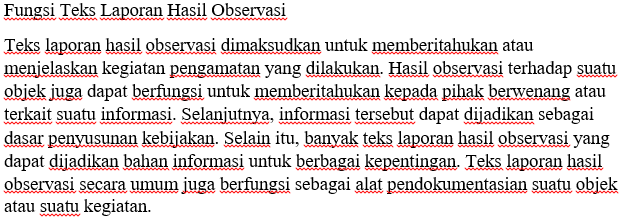 Fungsi Teks Laporan Hasil Observasi
Teks laporan hasil observasi dimaksudkan untuk memberitahukan atau
menjelaskan kegiatan pengamatan yang dilakukan. Hasil observasi terhadap suatu
objek juga dapat berfungsi untuk memberitahukan kepada pihak berwenang atau
terkait suatu informasi. Selanjutnya, informasi tersebut dapat dijadikan sebagai
dasar penyusunan kebijakan. Selain itu, banyak teks laporan hasil observasi yang
dapat dijadikan bahan informasi untuk berbagai kepentingan. Teks laporan hasil
observasi secara umum juga berfungsi sebagai alat pendokumentasian suatu objek
atau suatu kegiatan.